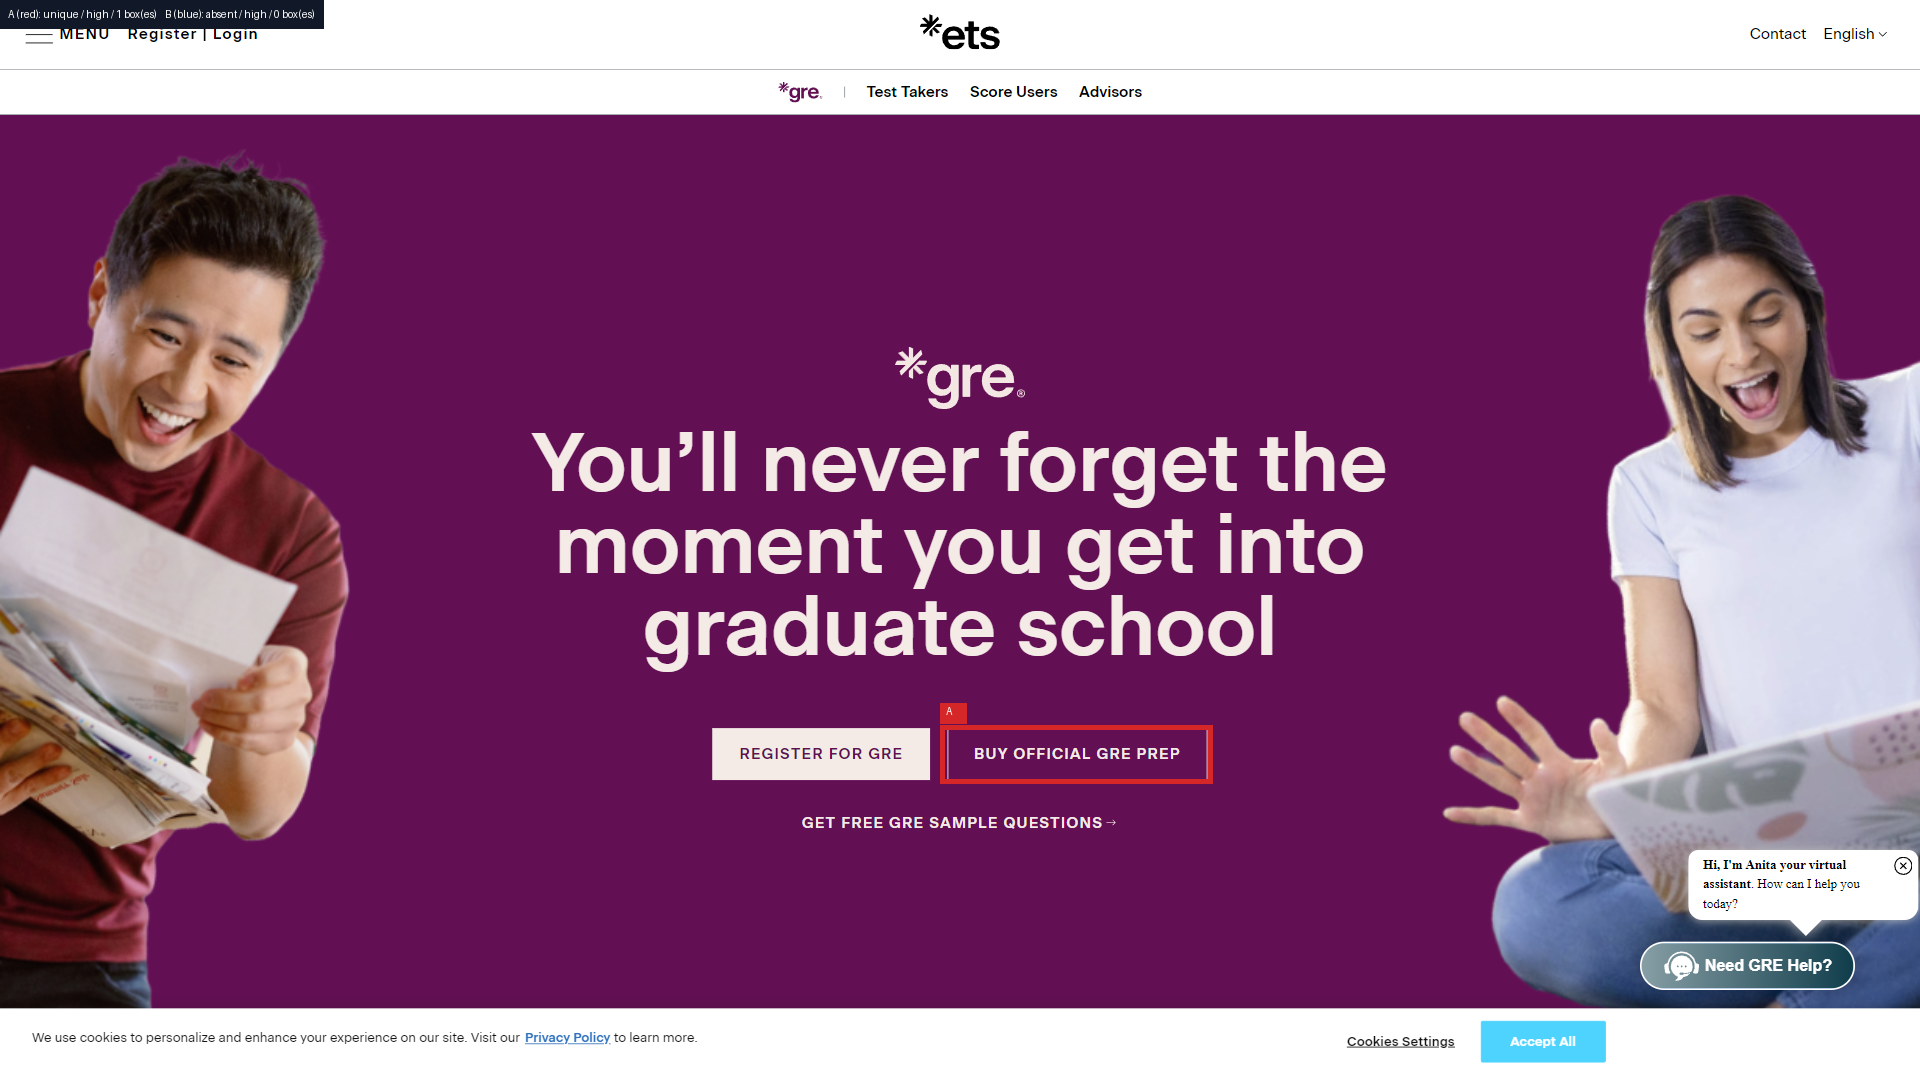 A (red): unique / high / 1 box(es) B (blue): absent / high / 0 box(es)
MENU Register | Login
*ets
Contact English
*gre.
Test Takers Score Users Advisors
*gre®
You’ll never forget the
moment you get into
graduate school
A
REGISTER FOR GRE
BUY OFFICIAL GRE PREP
GET FREE GRE SAMPLE QUESTIONS→
Hi, I'm Anita your virtual
assistant. How can I help you
today?
Need GRE Help?
We use cookies to personalize and enhance your experience on our site. Visit our Privacy Policy to learn more.
Cookies Settings
Accept All